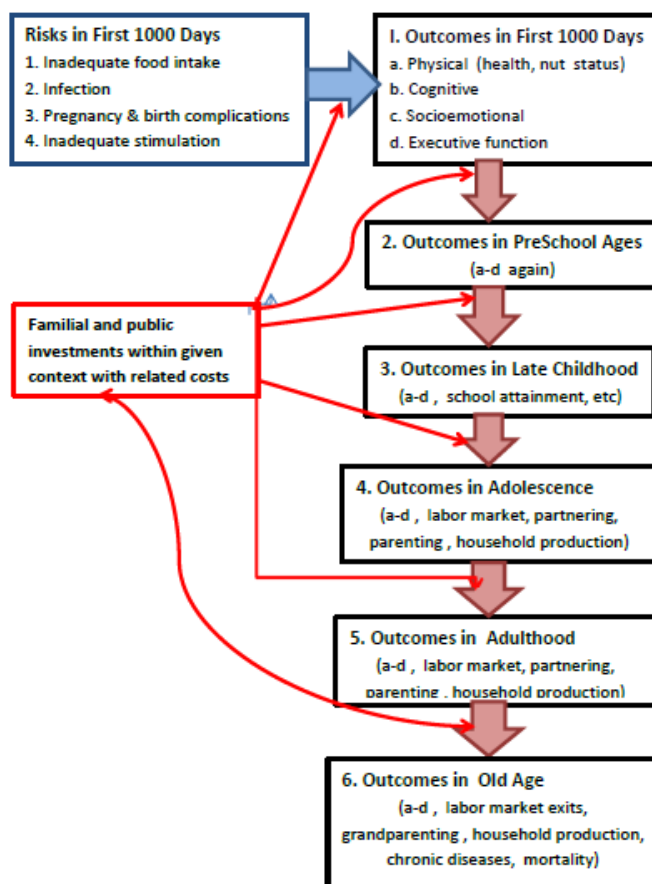 Risks in First 1000 Days
1. Inadequate food intake
2. Infection
3. Pregnancy & birth complications
4. Inadequate stimulation
I. Outcomes in First 1000 Days
a. Physical (health, nut status)
b. Cognitive
c. Socioemotional
d. Executive function
2. Outcomes in PreSchool Ages
(a-d again)
Familial and public
investments within given
context with related costs
3. Outcomes in Late Childhood
(a-d , school attainment, etc)
4. Outcomes in Adolescence
(a-d , labor market, partnering,
parenting , household production)
5. Outcomes in Adulthood
(a-d , labor market, partnering,
parenting , household production)
6. Outcomes in Old Age
(a-d , labor market exits,
grandparenting , household production,
chronic diseases, mortality)